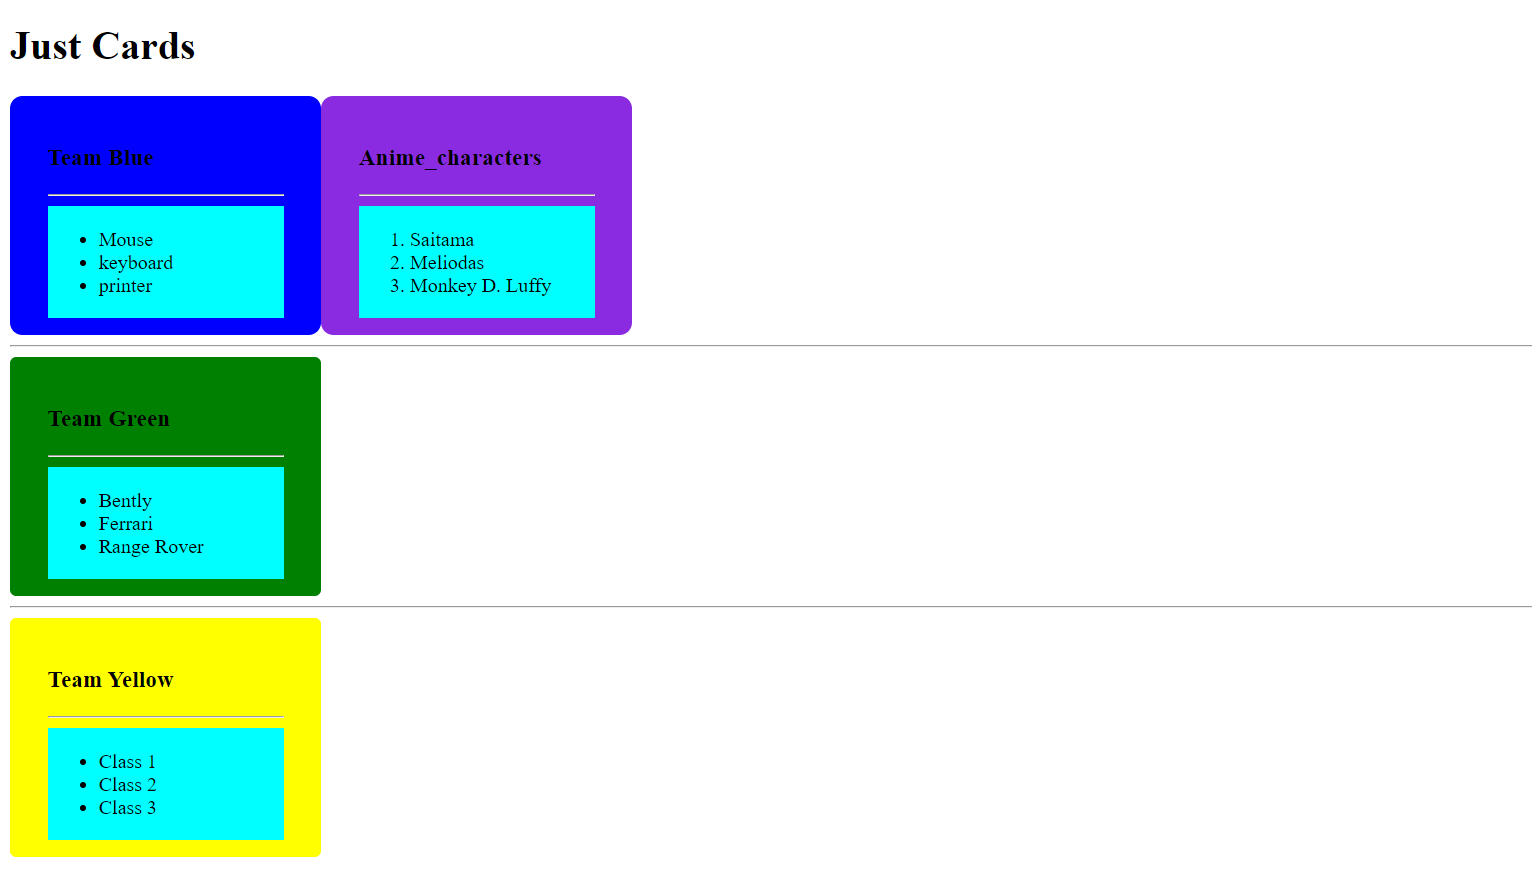 Just Cards
Team Blue
• Mouse
• keyboard
• printer
Anime_characters
1. Saitama
2. Meliodas
3. Monkey D. Luffy
Team Green
• Bently
• Ferrari
• Range Rover
Team Yellow
• Class 1
• Class 2
• Class 3